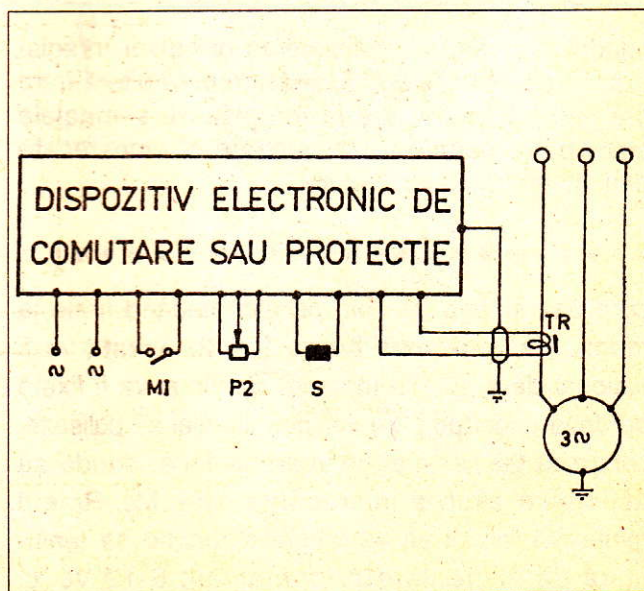 DISPOZITIV ELECTRONIC DE
COMUTARE SAU PROTECTIE
TR
MI P2 S
3~